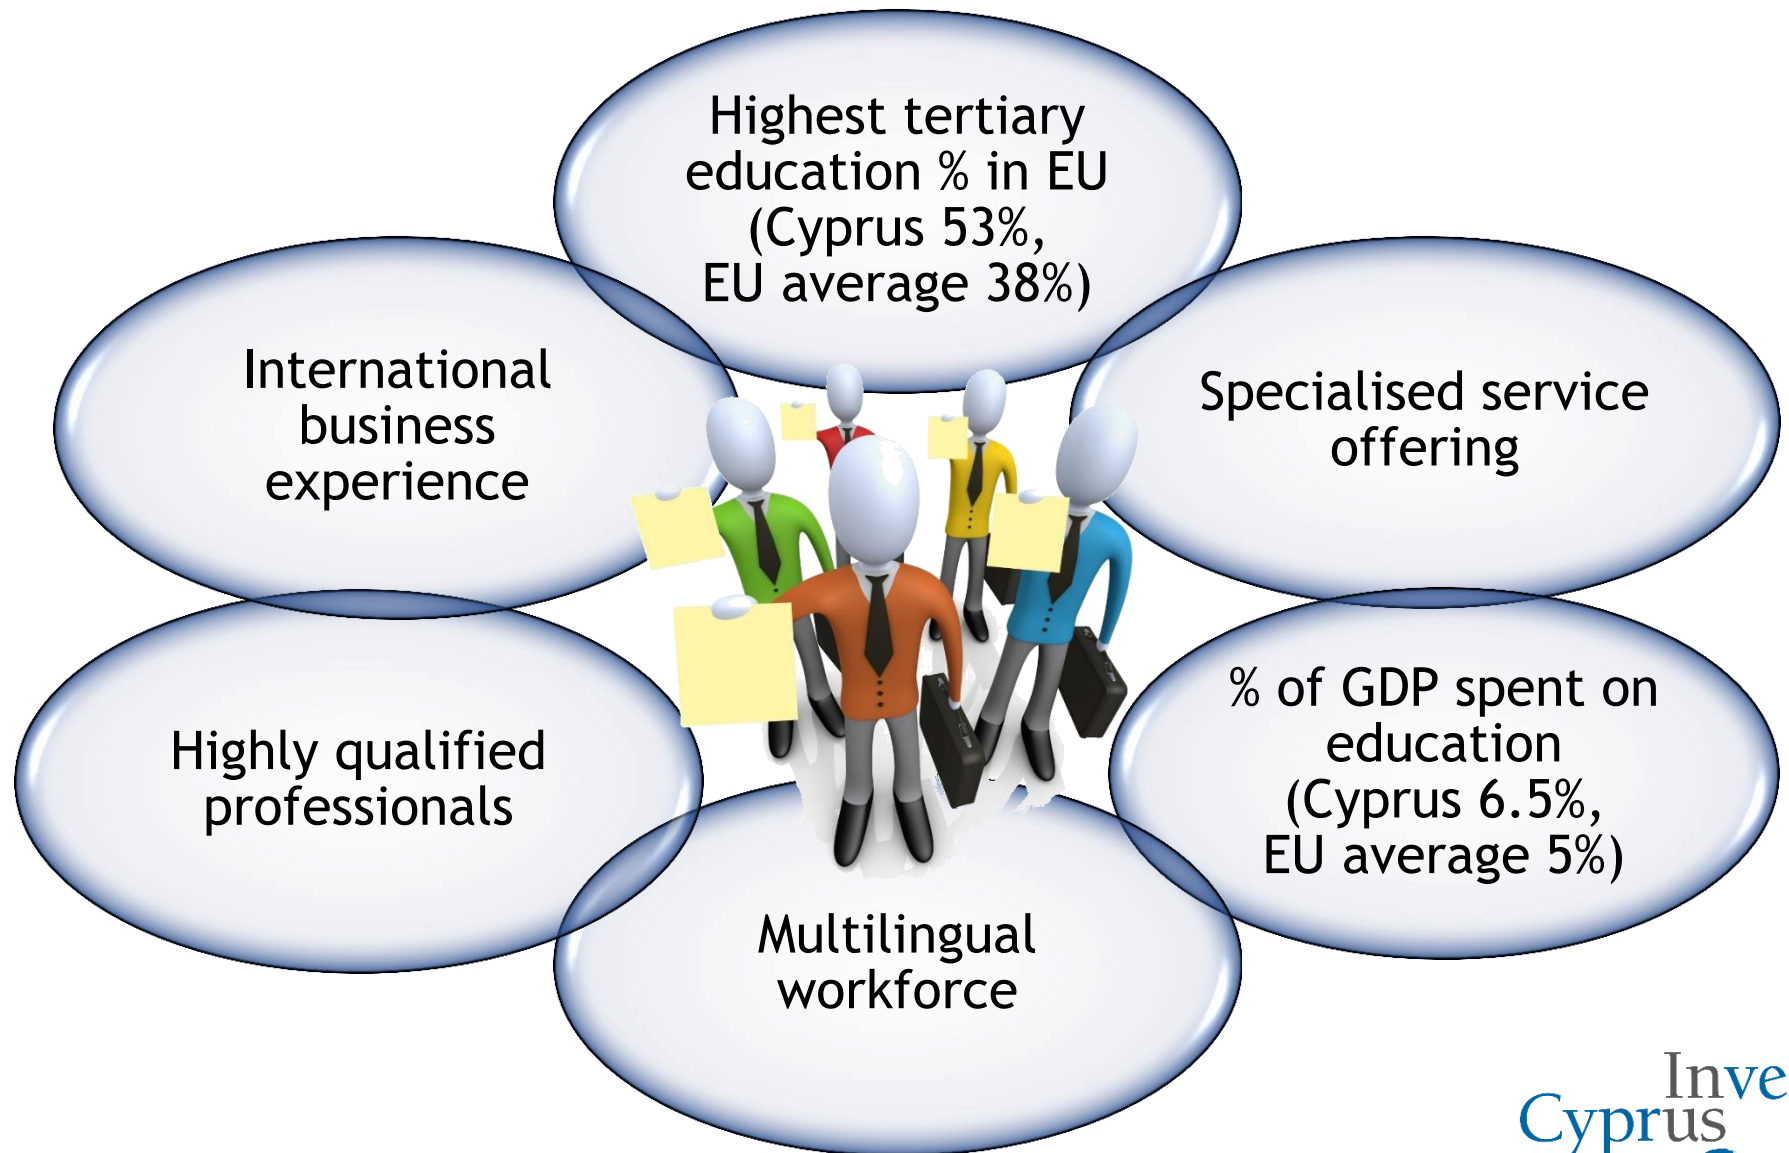 Highest tertiary
education % in EU
(Cyprus 53%,
EU average 38%)
International
business
experience
Specialised service
offering
Highly qualified
professionals
% of GDP spent on
education
(Cyprus 6.5%,
EU average 5%)
Multilingual
workforce
Inve
Cyprus